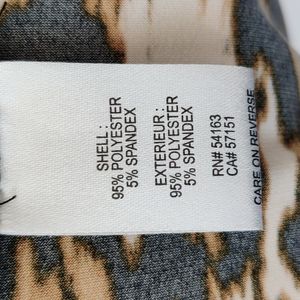 SHELL :
95% POLYESTER
5% SPANDEX
EXTERIEUR :
95% POLYESTER
5% SPANDEX
RN# 54163
CA# 57151
CARE ON REVERSE